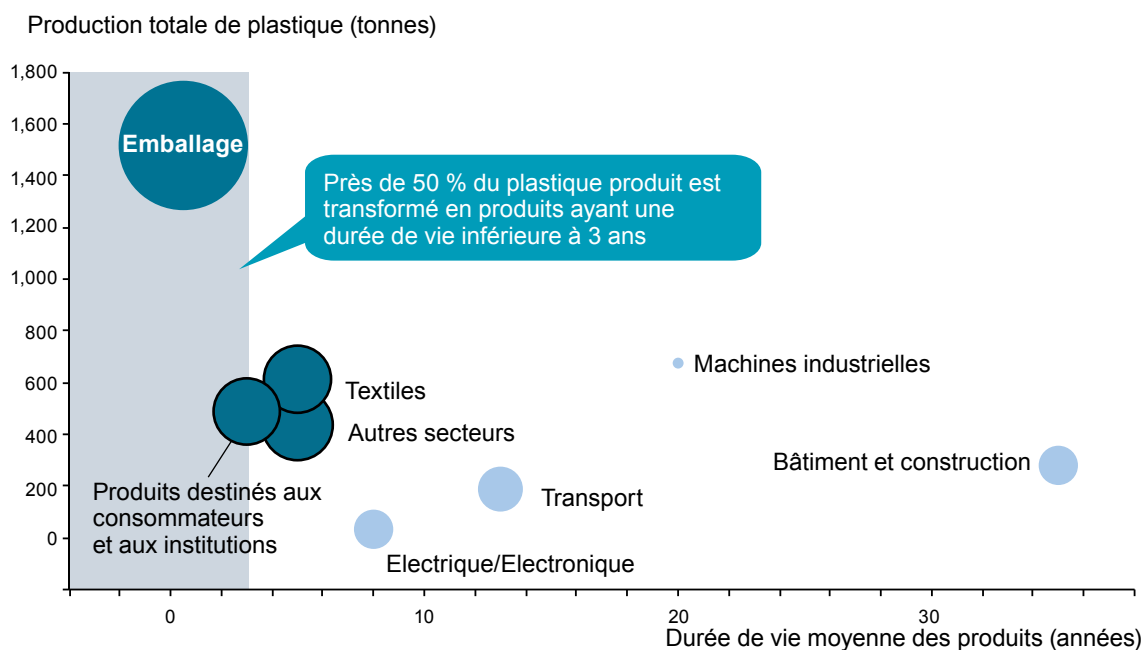 Production totale de plastique (tonnes)
1,800
1,600
1,400
1,200
1,000
800
600
400
200
0
Emballage
Près de 50 % du plastique produit est
transformé en produits ayant une
durée de vie inférieure à 3 ans
Machines industrielles
Textiles
Autres secteurs
Bâtiment et construction
Produits destinés aux
consommateurs
et aux institutions
Transport
Electrique/Electronique
0 10 20 30
Durée de vie moyenne des produits (années)